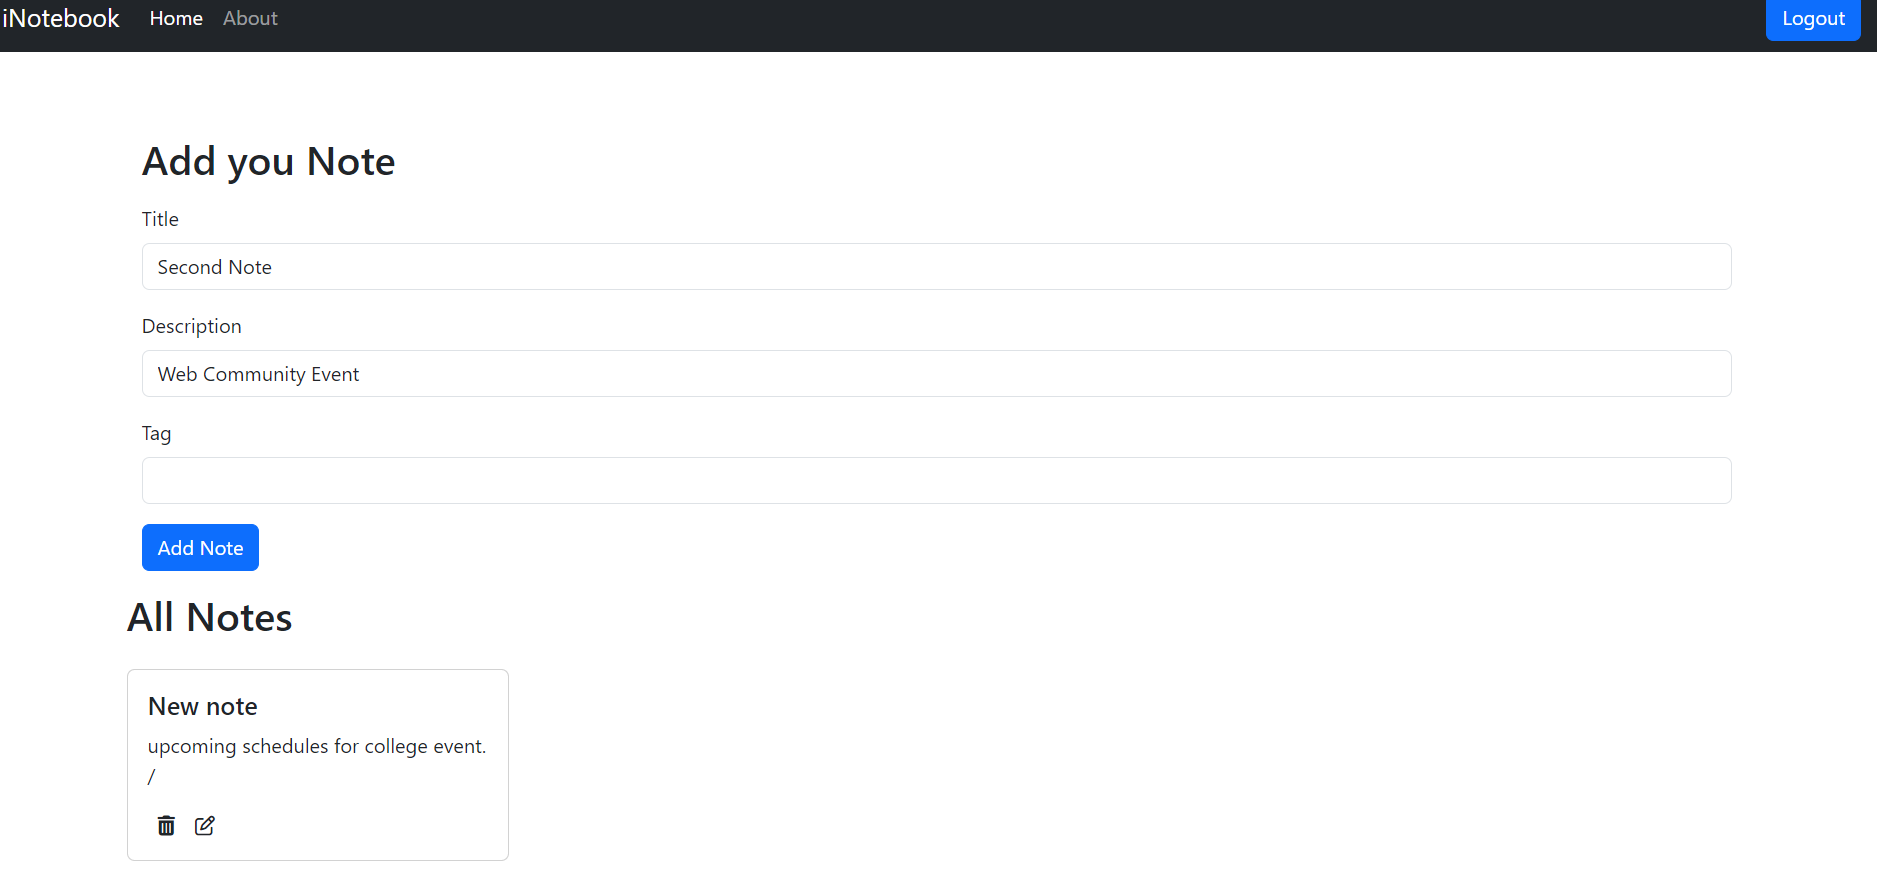 iNotebook Home About Logout
Add you Note
Title
Second Note
Description
Web Community Event
Tag
Add Note
All Notes
New note
upcoming schedules for college event.
/